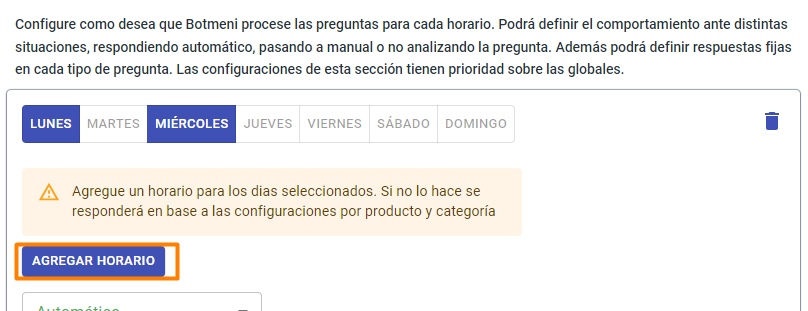 Configure como desea que Botmeni procese las preguntas para cada horario. Podrá definir el comportamiento ante distintas
situaciones, respondiendo automático, pasando a manual o no analizando la pregunta. Además podrá definir respuestas fijas
en cada tipo de pregunta. Las configuraciones de esta sección tienen prioridad sobre las globales.
LUNES MARTES MIÉRCOLES JUEVES VIERNES SÁBADO DOMINGO
Agregue un horario para los dias seleccionados. Si no lo hace se
responderá en base a las configuraciones por producto y categoría
AGREGAR HORARIO
Automático